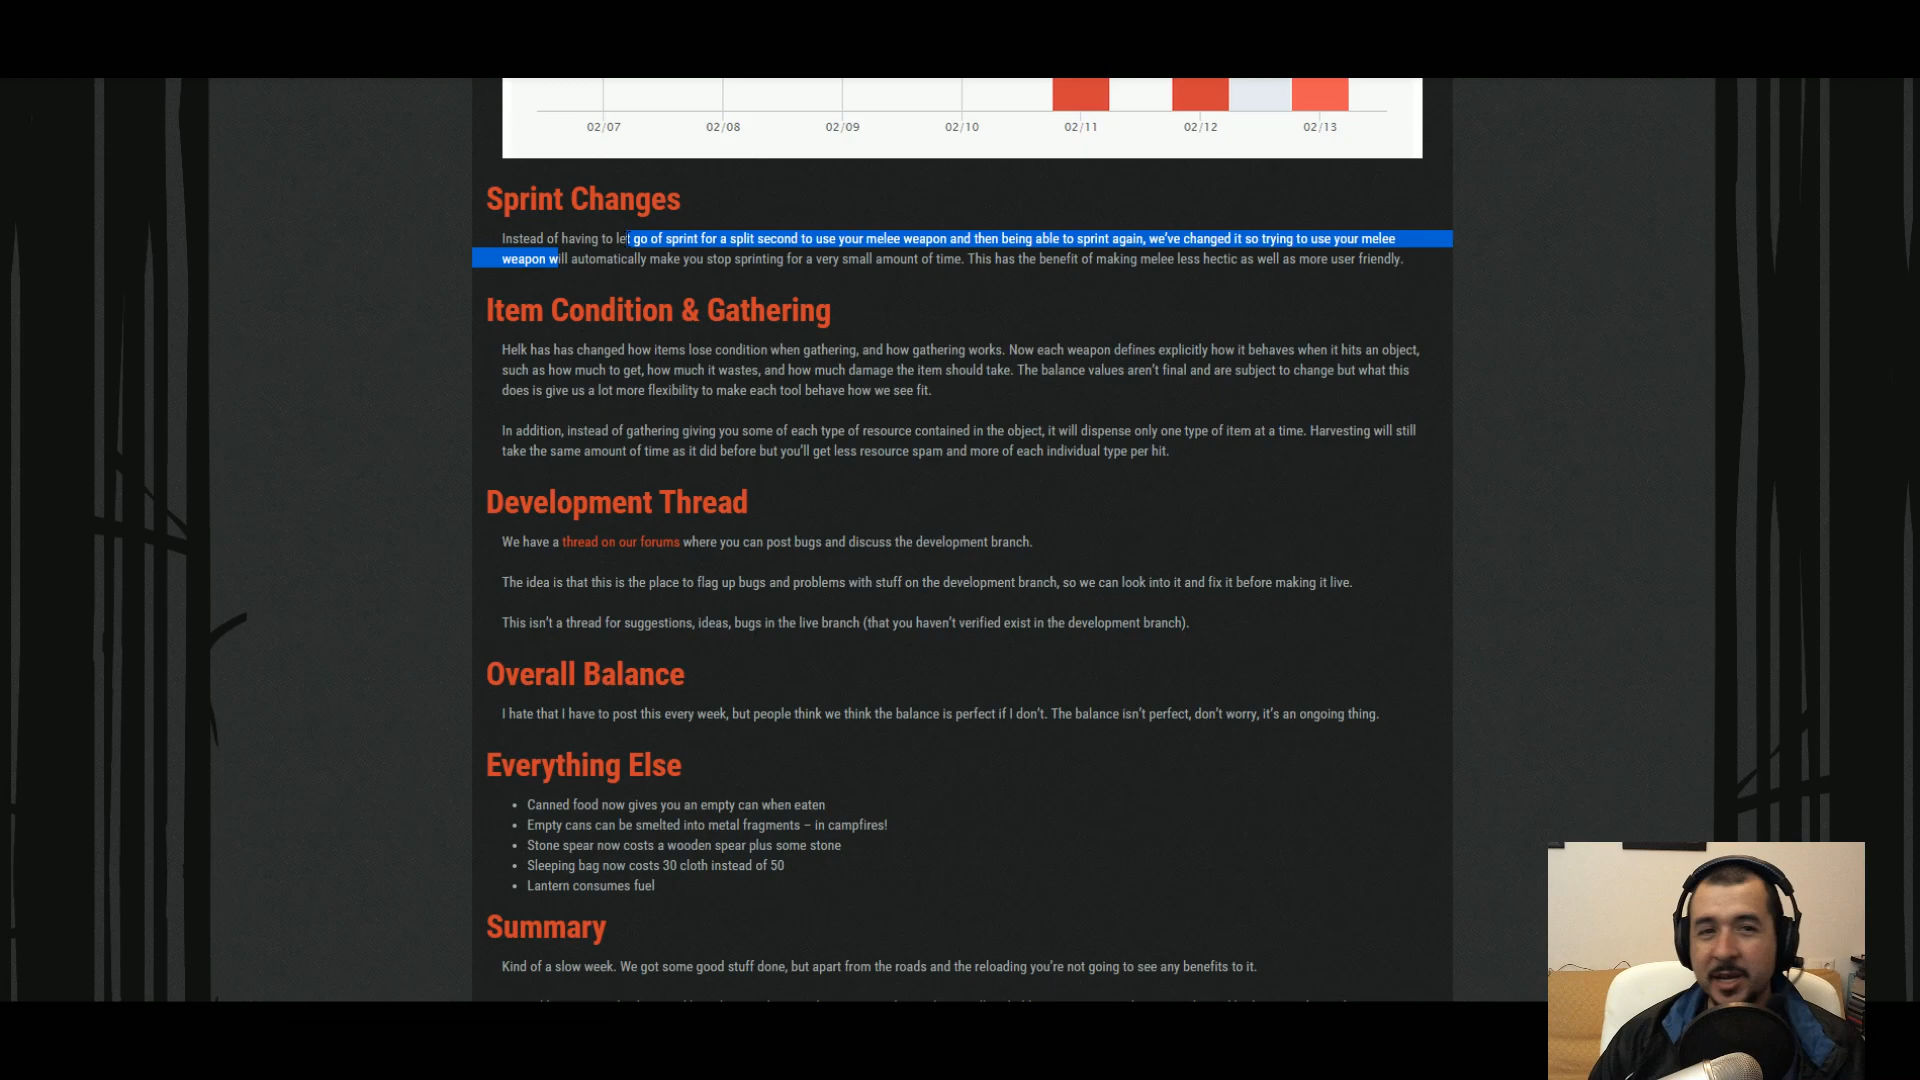 02/07 02/08 02/09 02/10 02/11 02/12 02/13
Sprint Changes
Instead of having to let go of sprint for a split second to use your melee weapon and then being able to sprint again, we've changed it so trying to use your melee
weapon will automatically make you stop sprinting for a very small amount of time. This has the benefit of making melee less hectic as well as more user friendly.
Item Condition & Gathering
Helk has has changed how items lose condition when gathering, and how gathering works. Now each weapon defines explicitly how it behaves when it hits an object,
such as how much to get, how much it wastes, and how much damage the item should take. The balance values aren't final and are subject to change but what this
does is give us a lot more flexibility to make each tool behave how we see fit.
In addition, instead of gathering giving you some of each type of resource contained in the object, it will dispense only one type of item at a time. Harvesting will still
take the same amount of time as it did before but you'll get less resource spam and more of each individual type per hit.
Development Thread
We have a thread on our forums where you can post bugs and discuss the development branch.
The idea is that this is the place to flag up bugs and problems with stuff on the development branch, so we can look into it and fix it before making it live.
This isn't a thread for suggestions, ideas, bugs in the live branch (that you haven't verified exist in the development branch).
Overall Balance
I hate that I have to post this every week, but people think we think the balance is perfect if I don't. The balance isn't perfect, don't worry, it's an ongoing thing.
Everything Else
• Canned food now gives you an empty can when eaten
• Empty cans can be smelted into metal fragments – in campfires!
• Stone spear now costs a wooden spear plus some stone
• Sleeping bag now costs 30 cloth instead of 50
• Lantern consumes fuel
Summary
Kind of a slow week. We got some good stuff done, but apart from the roads and the reloading you're not going to see any benefits to it.